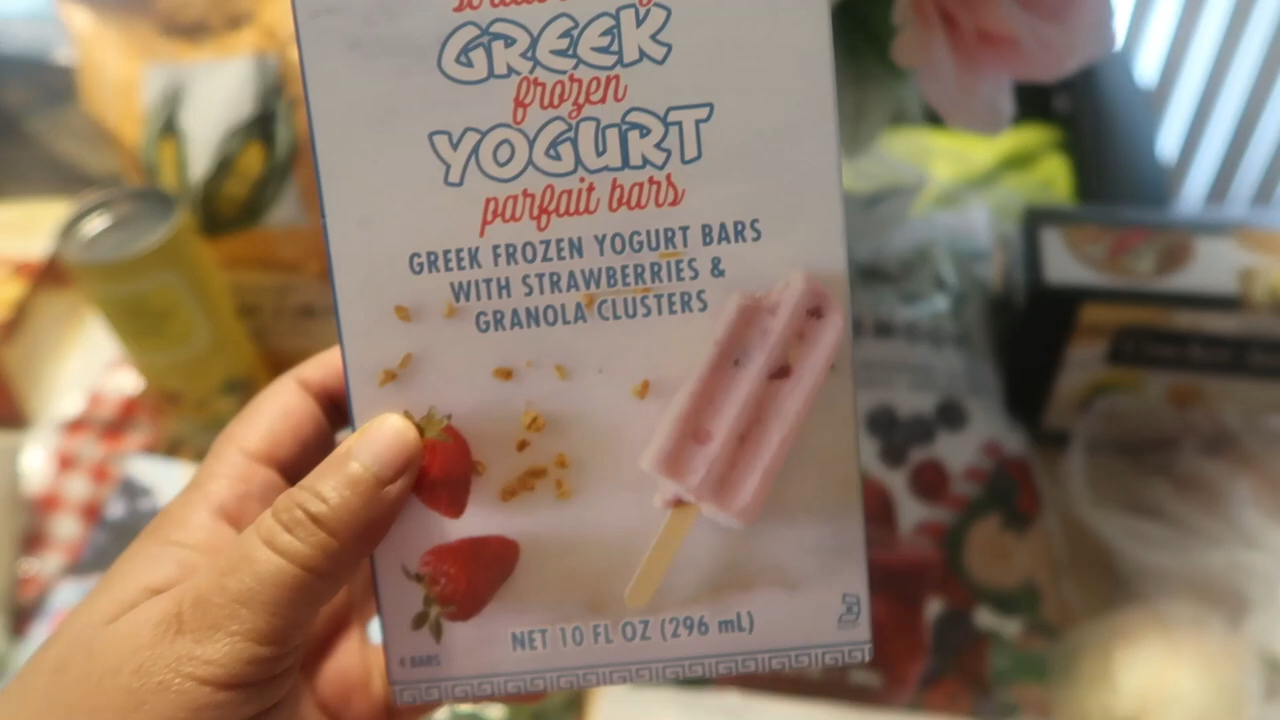 GREEK
frozen
YOGURT
parfait bars
GREEK FROZEN YOGURT BARS
WITH STRAWBERRIES &
GRANOLA CLUSTERS
NET 10 FL OZ (296 mL)
4 BARS